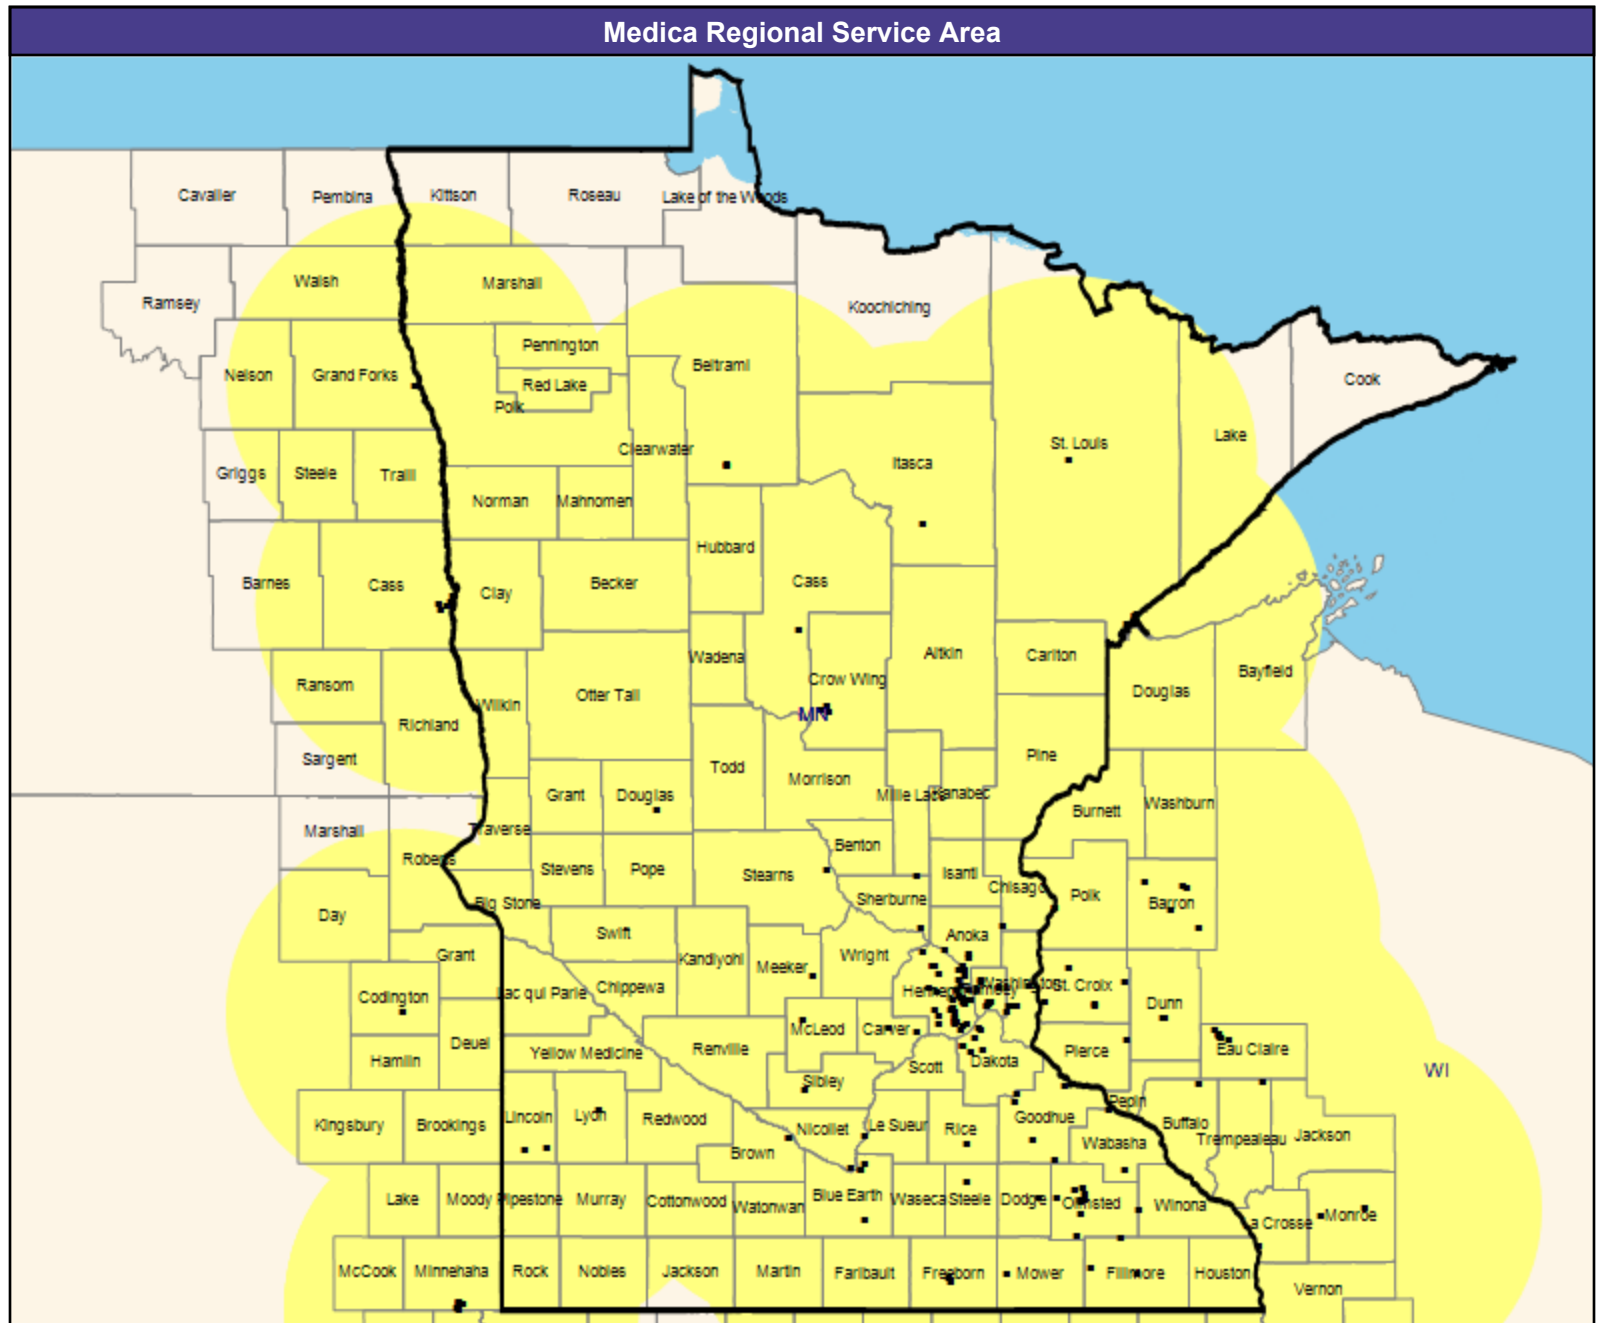 Medica Regional Service Area
Cavalier
Pembina
Kittson
Roseau
Lake of the Woods
Walsh
Marshall
Ramsey
Koochiching
Pennington
Nelson
Grand Forks
Red Lake
Beltrami
Cook
Polk
Lake
St. Louis
Clearwater
Itasca
Griggs
Steele
Traill
Norman
Mahnomen
Hubbard
Cass
Barnes
Cass
Clay
Becker
Wadena
Aitkin
Carlton
Crow Wing
Bayfield
Ransom
Otter Tail
Douglas
Wilkin
MN
Richland
Sargent
Todd
Morrison
Pine
Grant
Douglas
Mille Lacs
Kanabec
Burnett
Washburn
Marshall
Traverse
Benton
Roberts
Stevens
Pope
Stearns
Isanti
Chisago
Polk
Barron
Sherburne
Big Stone
Day
Swift
Anoka
Grant
Kandiyohi
Meeker
Wright
Codington
Lac qui Parle
Chippewa
Hennepin
Ramsey
Washington
St. Croix
Dunn
McLeod
Carver
Deuel
Hamlin
Yellow Medicine
Renville
Scott
Dakota
Pierce
Eau Claire
WI
Sibley
Pepin
Kingsbury
Brookings
Lincoln
Lyon
Redwood
Nicollet
Le Sueur
Rice
Goodhue
Buffalo
Trempealeau
Jackson
Brown
Wabasha
Lake
Moody
Pipestone
Murray
Cottonwood
Watonwan
Blue Earth
Waseca
Steele
Dodge
Olmsted
Winona
La Crosse
Monroe
McCook
Minnehaha
Rock
Nobles
Jackson
Martin
Faribault
Freeborn
Mower
Fillmore
Houston
Vernon